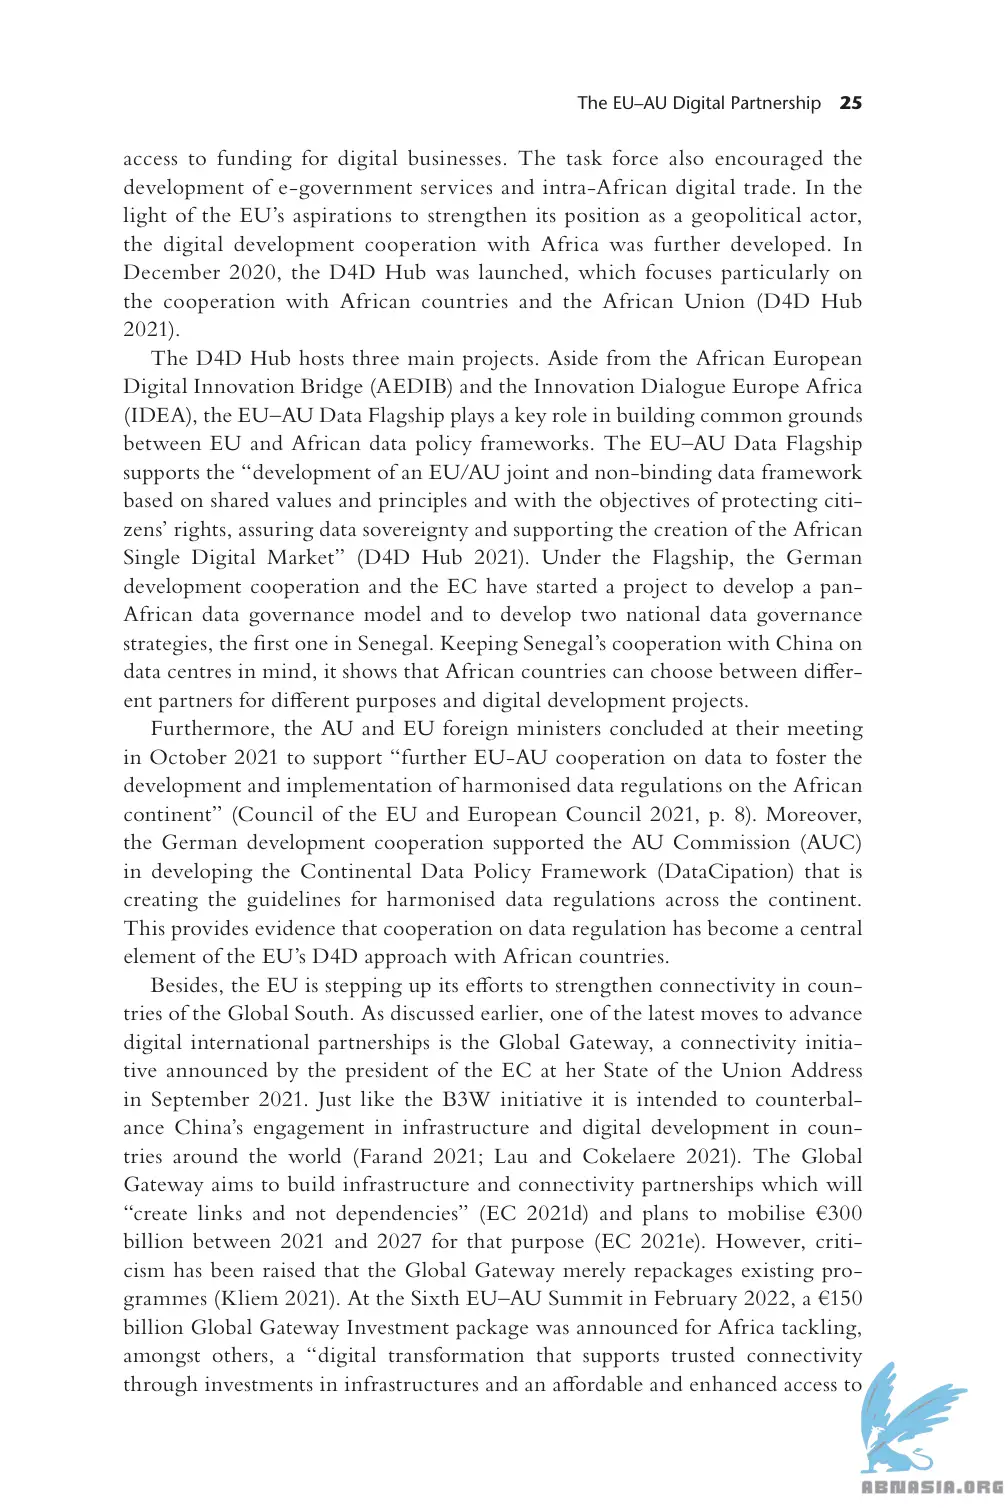 The EU–AU Digital Partnership 25
access to funding for digital businesses. The task force also encouraged the
development of e-government services and intra-African digital trade. In the
light of the EU’s aspirations to strengthen its position as a geopolitical actor,
the digital development cooperation with Africa was further developed. In
December 2020, the D4D Hub was launched, which focuses particularly on
the cooperation with African countries and the African Union (D4D Hub
2021).
The D4D Hub hosts three main projects. Aside from the African European
Digital Innovation Bridge (AEDIB) and the Innovation Dialogue Europe Africa
(IDEA), the EU–AU Data Flagship plays a key role in building common grounds
between EU and African data policy frameworks. The EU–AU Data Flagship
supports the “development of an EU/AU joint and non-binding data framework
based on shared values and principles and with the objectives of protecting citi-
zens’ rights, assuring data sovereignty and supporting the creation of the African
Single Digital Market” (D4D Hub 2021). Under the Flagship, the German
development cooperation and the EC have started a project to develop a pan-
African data governance model and to develop two national data governance
strategies, the first one in Senegal. Keeping Senegal’s cooperation with China on
data centres in mind, it shows that African countries can choose between differ-
ent partners for different purposes and digital development projects.
Furthermore, the AU and EU foreign ministers concluded at their meeting
in October 2021 to support “further EU-AU cooperation on data to foster the
development and implementation of harmonised data regulations on the African
continent” (Council of the EU and European Council 2021, p. 8). Moreover,
the German development cooperation supported the AU Commission (AUC)
in developing the Continental Data Policy Framework (DataCipation) that is
creating the guidelines for harmonised data regulations across the continent.
This provides evidence that cooperation on data regulation has become a central
element of the EU’s D4D approach with African countries.
Besides, the EU is stepping up its efforts to strengthen connectivity in coun-
tries of the Global South. As discussed earlier, one of the latest moves to advance
digital international partnerships is the Global Gateway, a connectivity initia-
tive announced by the president of the EC at her State of the Union Address
in September 2021. Just like the B3W initiative it is intended to counterbal-
ance China’s engagement in infrastructure and digital development in coun-
tries around the world (Farand 2021; Lau and Cokelaere 2021). The Global
Gateway aims to build infrastructure and connectivity partnerships which will
“create links and not dependencies” (EC 2021d) and plans to mobilise €300
billion between 2021 and 2027 for that purpose (EC 2021e). However, criti-
cism has been raised that the Global Gateway merely repackages existing pro-
grammes (Kliem 2021). At the Sixth EU–AU Summit in February 2022, a €150
billion Global Gateway Investment package was announced for Africa tackling,
amongst others, a “digital transformation that supports trusted connectivity
through investments in infrastructures and an affordable and enhanced access to
ABNASIA.ORG